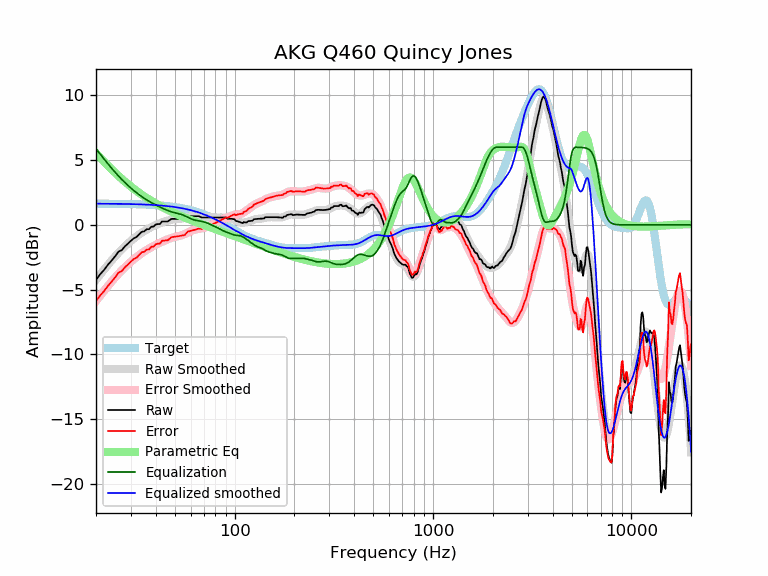 AKG Q460 Quincy Jones
Amplitude (dBr)
10
5
0
−5
−10
−15
−20
Target
Raw Smoothed
Error Smoothed
Raw
Error
Parametric Eq
Equalization
Equalized smoothed
100
1000
10000
Frequency (Hz)